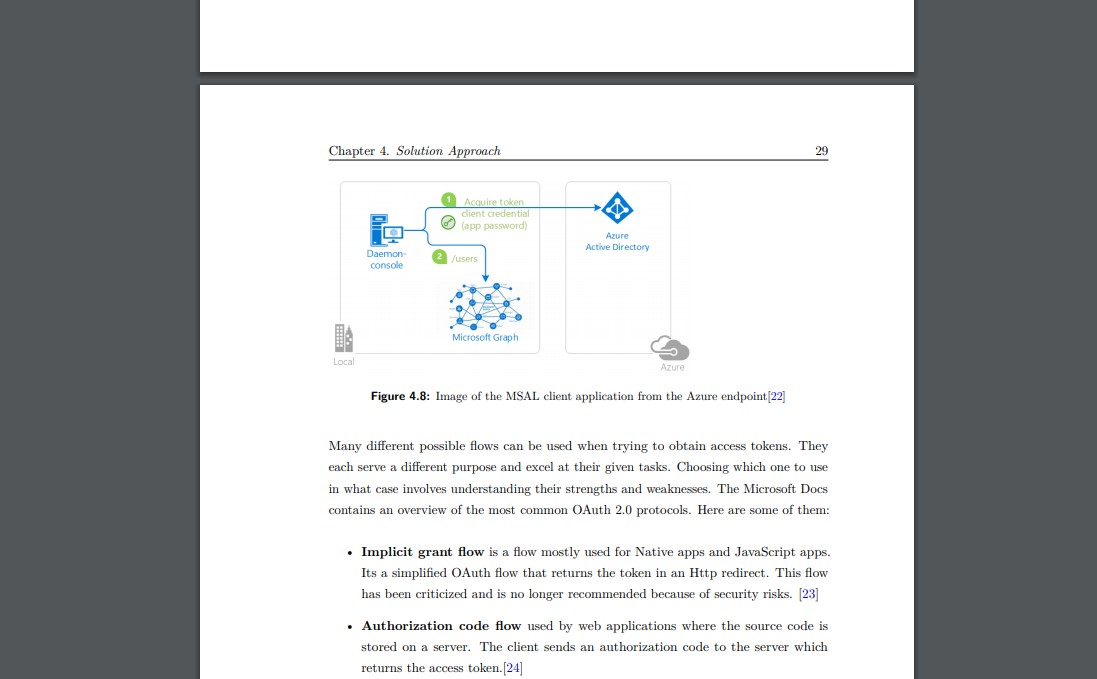 Chapter 4. Solution Approach 29
1 Acquire token
client credential
(app password)
Daemon-
console
2 /users
Microsoft Graph
Local
Azure
Active Directory
Azure
Figure 4.8: Image of the MSAL client application from the Azure endpoint[22]
Many different possible flows can be used when trying to obtain access tokens. They
each serve a different purpose and excel at their given tasks. Choosing which one to use
in what case involves understanding their strengths and weaknesses. The Microsoft Docs
contains an overview of the most common OAuth 2.0 protocols. Here are some of them:
• Implicit grant flow is a flow mostly used for Native apps and JavaScript apps.
Its a simplified OAuth flow that returns the token in an Http redirect. This flow
has been criticized and is no longer recommended because of security risks. [23]
• Authorization code flow used by web applications where the source code is
stored on a server. The client sends an authorization code to the server which
returns the access token.[24]